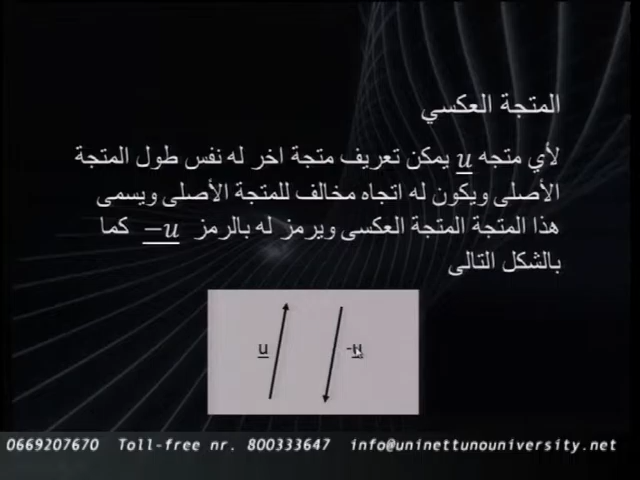 المتجة العكسي
لأي متجه u يمكن تعريف متجة اخر له نفس طول المتجة
الأصلى ويكون له اتجاه مخالف للمتجة الأصلى ويسمى
هذا المتجة المتجة العكسى ويرمز له بالرمز −u كما
بالشكل التالى
u -u
0669207670 Toll-free nr. 800333647 info@uninettunouniversity.net